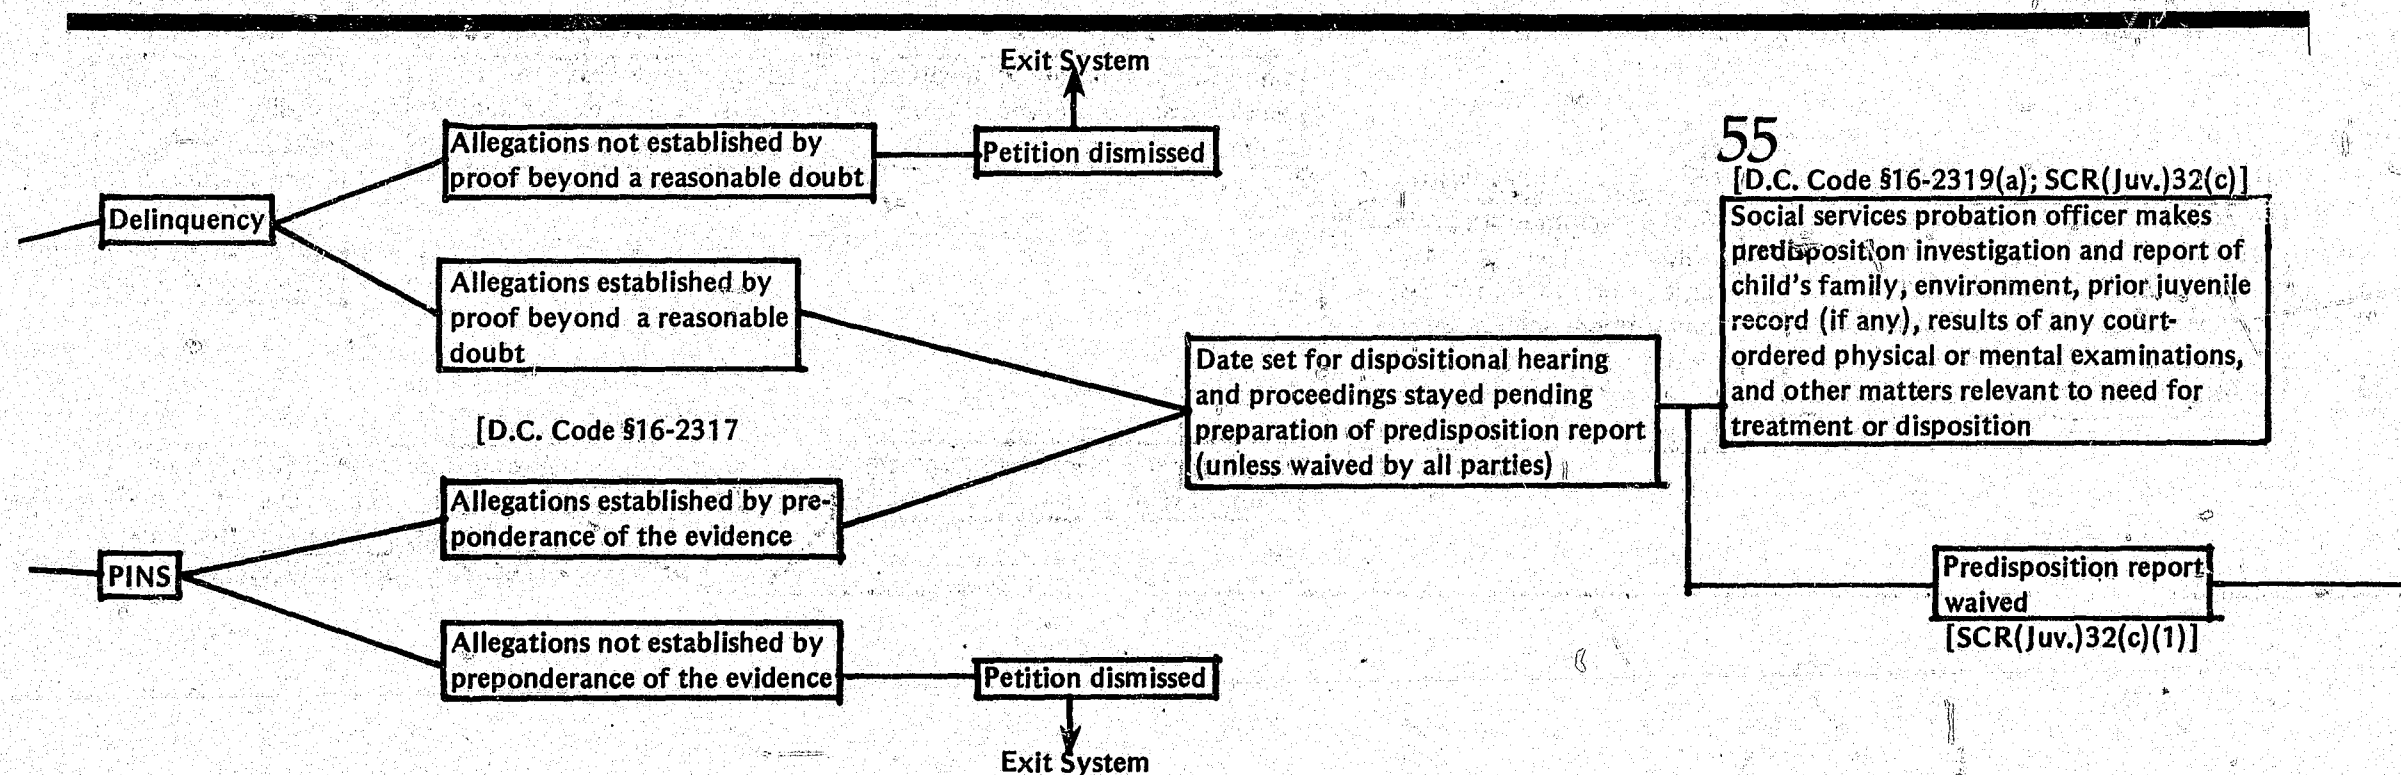 Exit System
Allegations not established by
proof beyond a reasonable doubt
Petition dismissed
Delinquency
Allegations established by
proof beyond a reasonable
doubt
[D.C. Code §16-2317
Allegations established by pre-
ponderance of the evidence
PINS
Allegations not established by
preponderance of the evidence
Petition dismissed
Exit System
Date set for dispositional hearing
and proceedings stayed pending
preparation of predisposition report
(unless waived by all parties)
55
[D.C. Code §16-2319(a); SCR(Juv.)32(c)]
Social services probation officer makes
predisposition investigation and report of
child's family, environment, prior juvenile
record (if any), results of any court-
ordered physical or mental examinations,
and other matters relevant to need for
treatment or disposition
Predisposition report
waived
[SCR(Juv.)32(c)(1)]